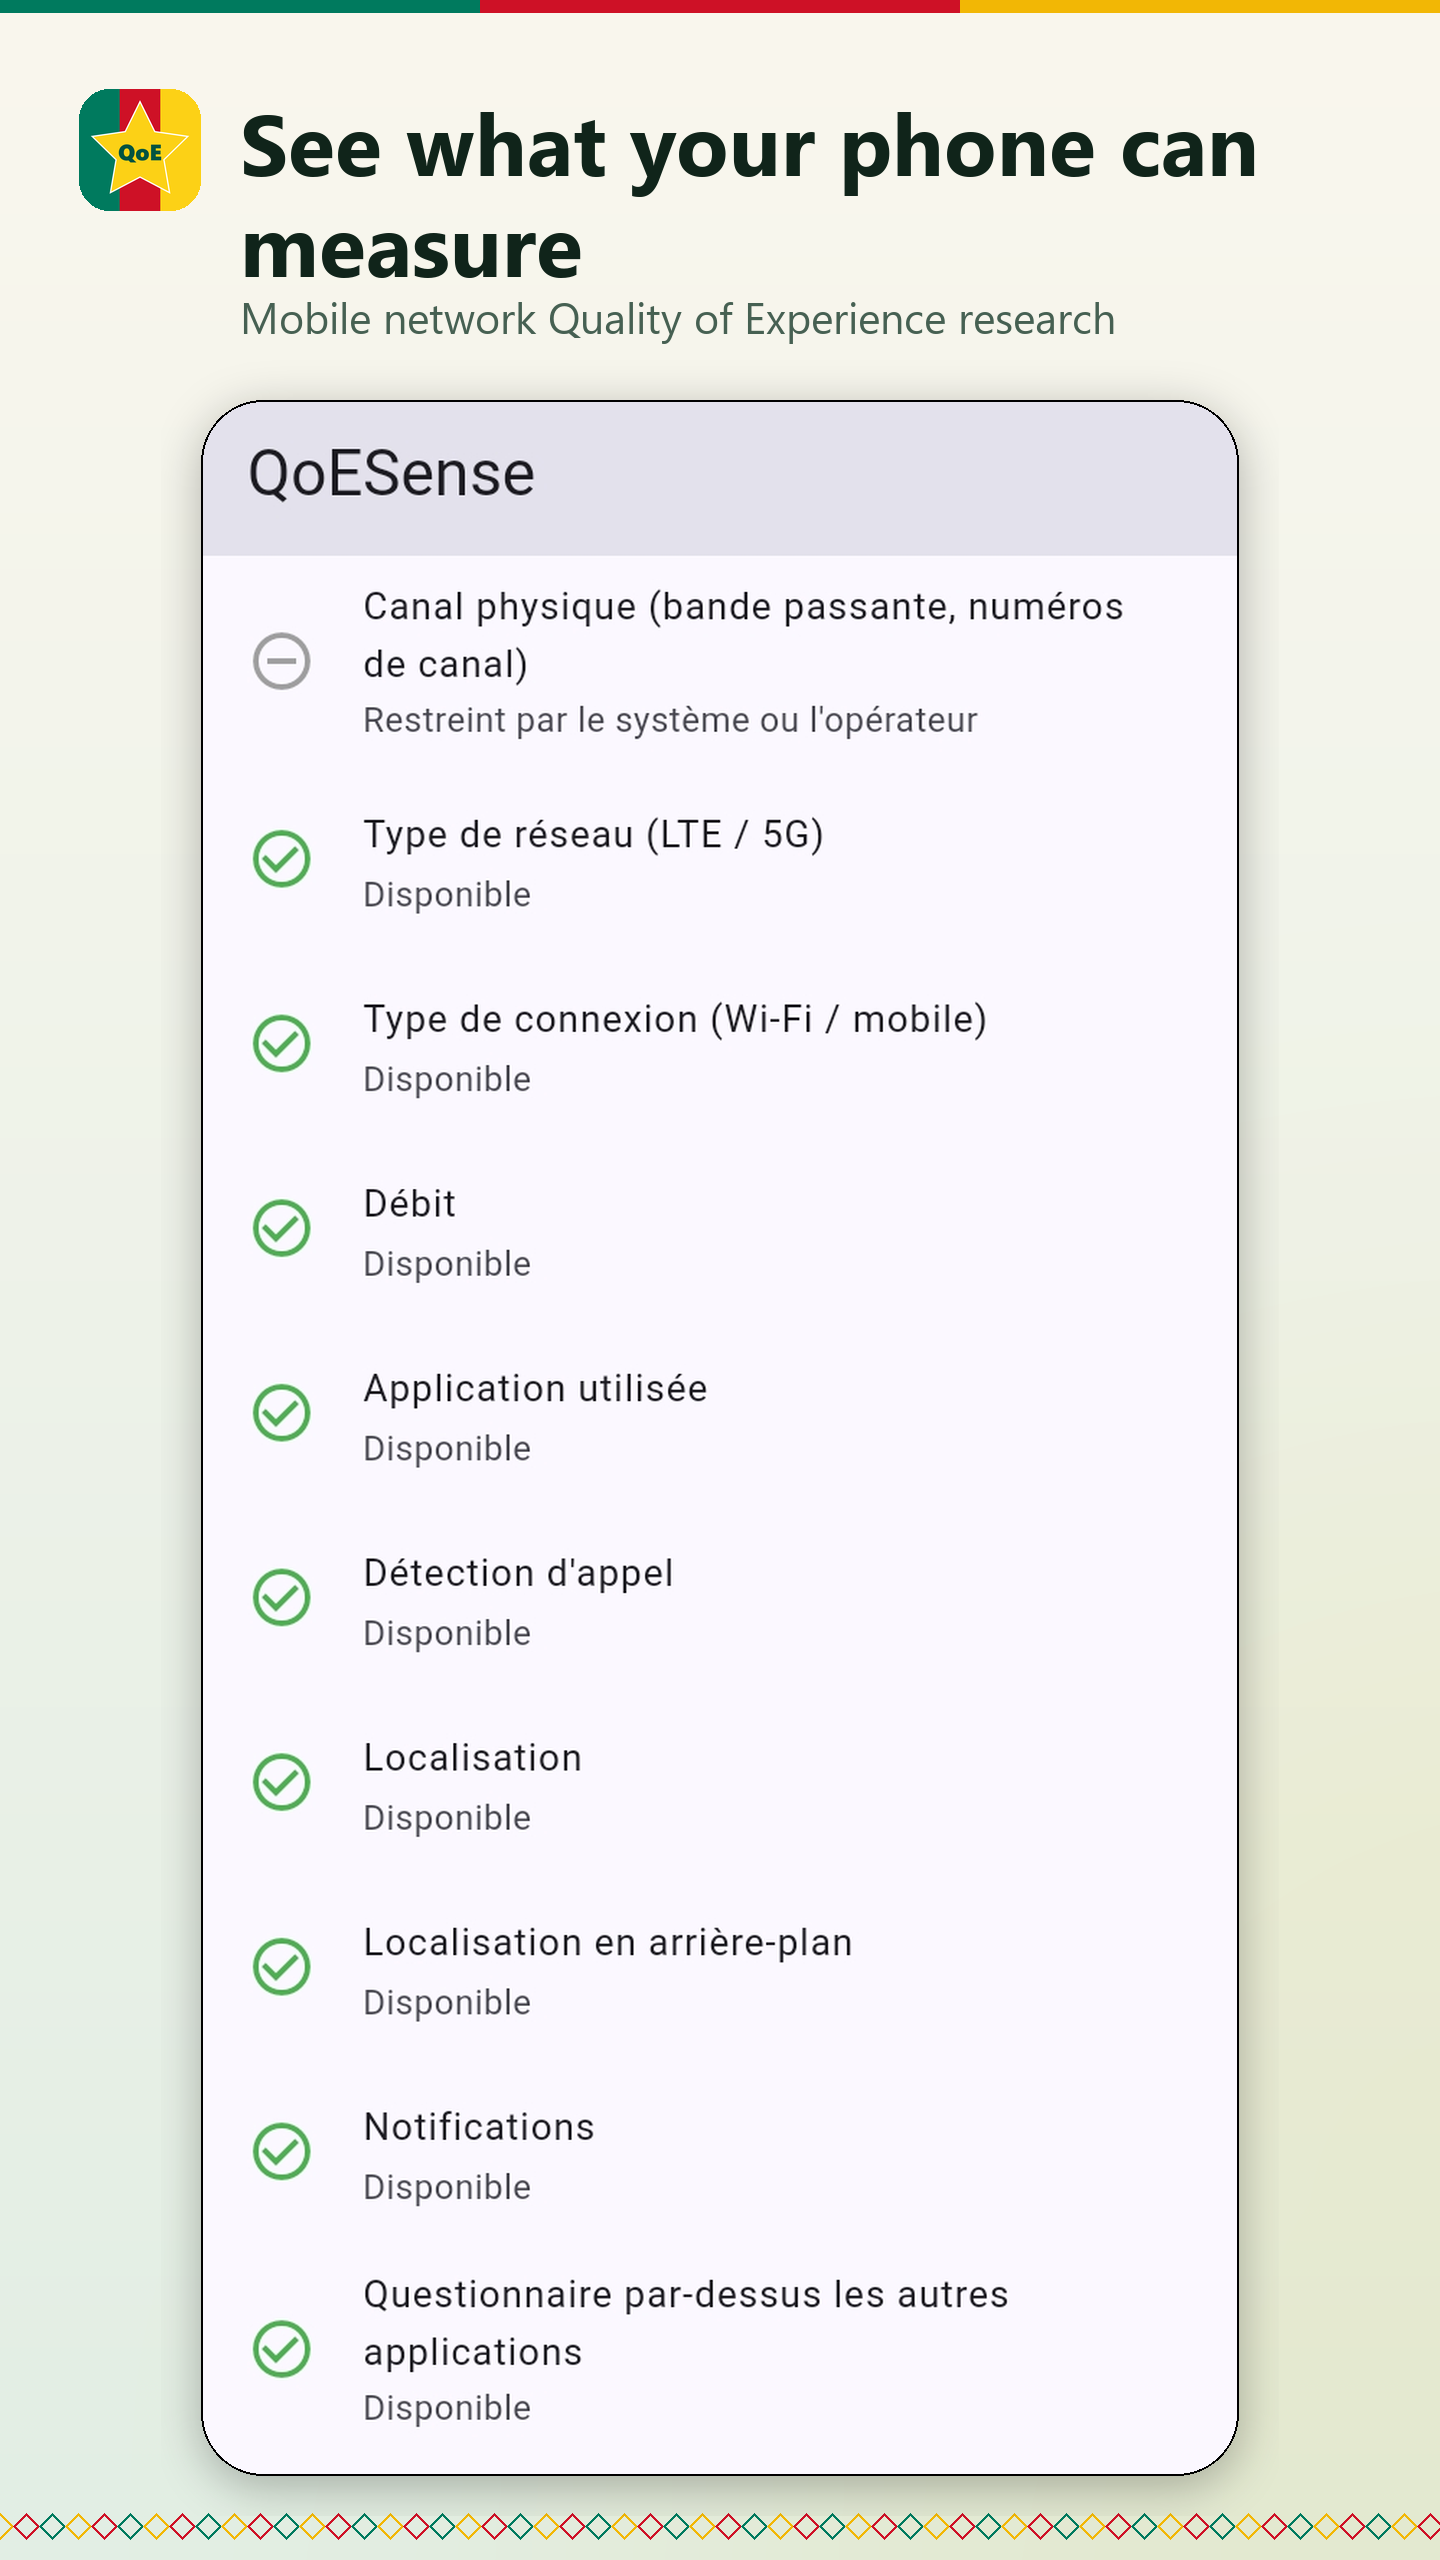 QoE
See what your phone can
measure
Mobile network Quality of Experience research
QoESense
Canal physique (bande passante, numéros
de canal)
Restreint par le système ou l'opérateur
Type de réseau (LTE / 5G)
Disponible
Type de connexion (Wi-Fi / mobile)
Disponible
Débit
Disponible
Application utilisée
Disponible
Détection d'appel
Disponible
Localisation
Disponible
Localisation en arrière-plan
Disponible
Notifications
Disponible
Questionnaire par-dessus les autres
applications
Disponible